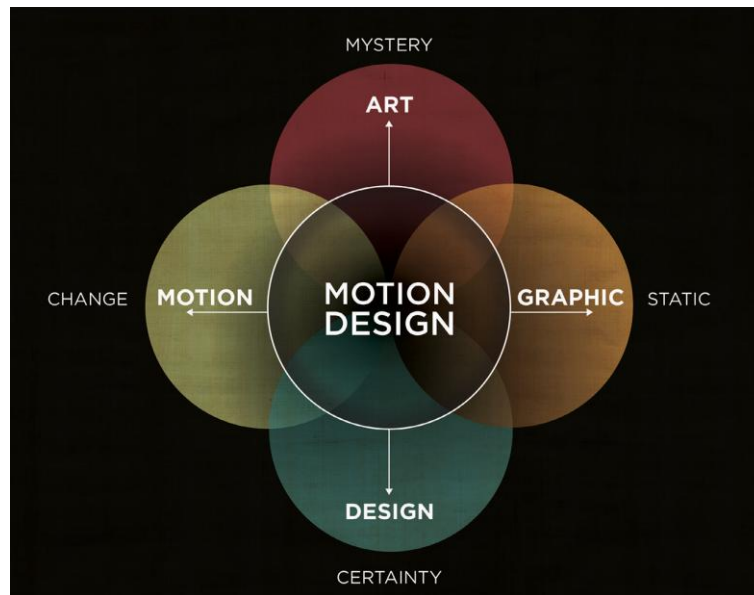 MYSTERY
ART
CHANGE
MOTION
MOTION
DESIGN
GRAPHIC
STATIC
DESIGN
CERTAINTY